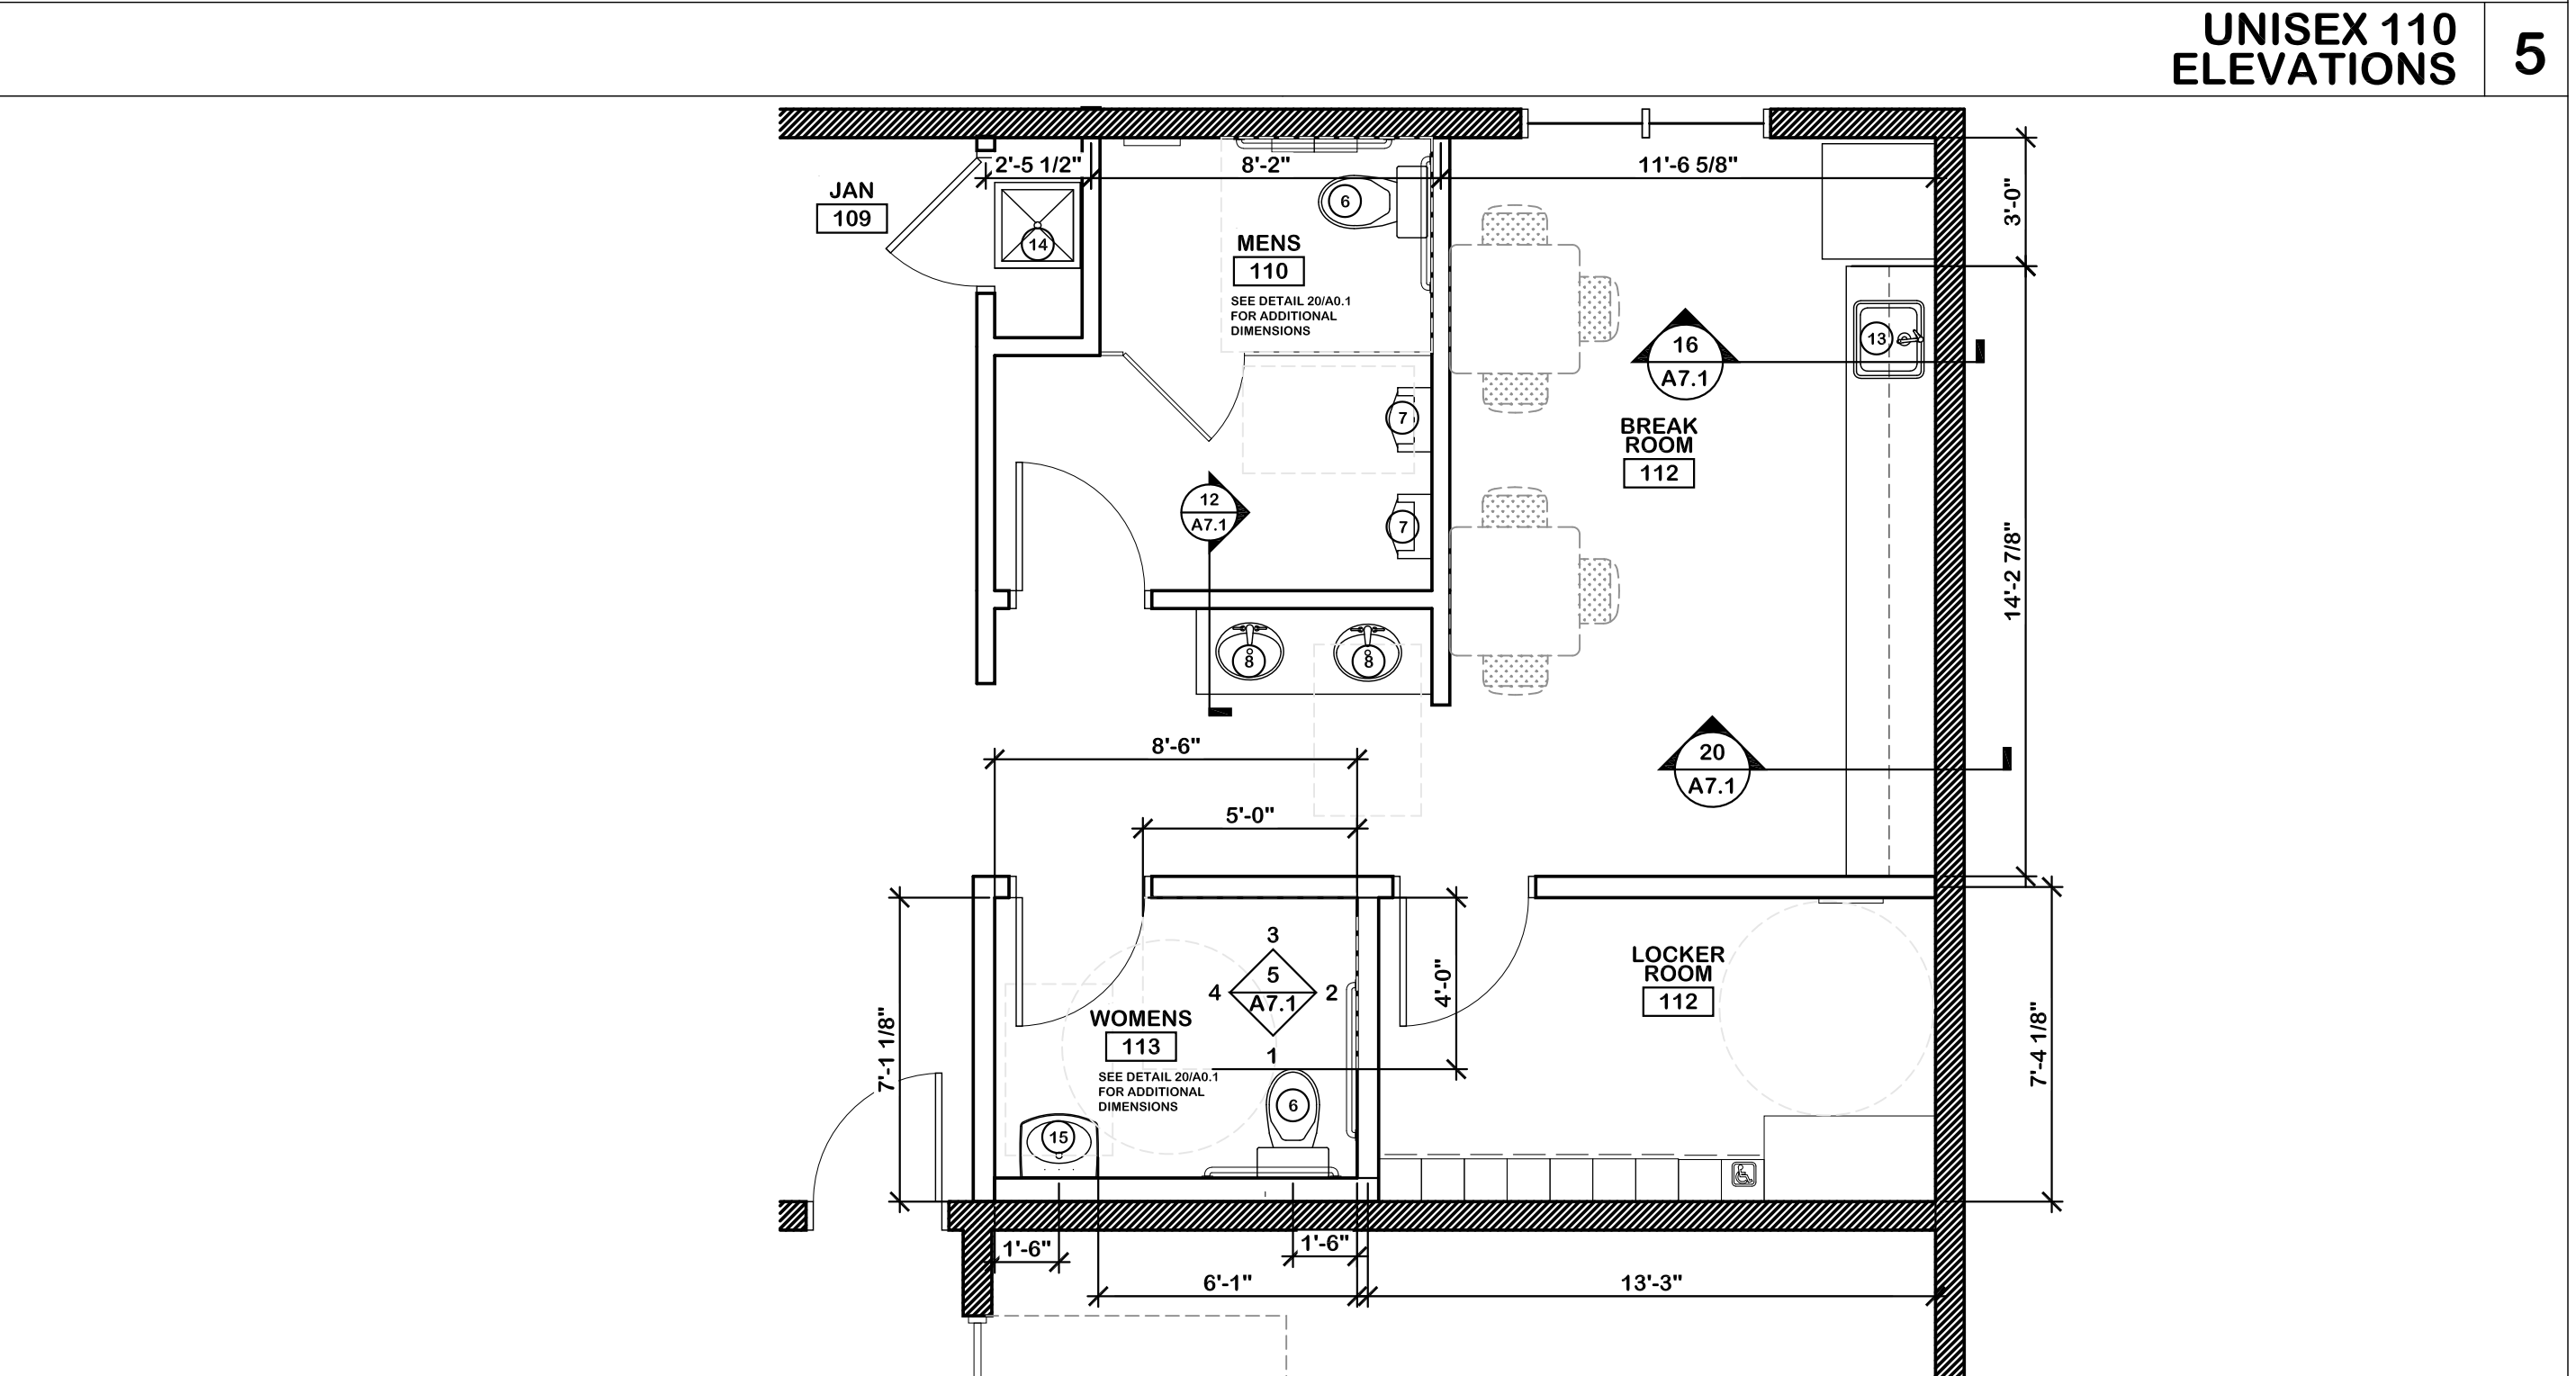 UNISEX 110
ELEVATIONS
5
2'-5 1/2"
8'-2"
11'-6 5/8"
JAN
109
14
6
3'-0"
MENS
110
SEE DETAIL 20/A0.1
FOR ADDITIONAL
DIMENSIONS
16
A7.1
13
7
BREAK
ROOM
112
12
A7.1
7
14'-2 7/8"
8
8
20
A7.1
8'-6"
5'-0"
3
5
A7.1
4
2
1
4'-0"
LOCKER
ROOM
112
WOMENS
113
SEE DETAIL 20/A0.1
FOR ADDITIONAL
DIMENSIONS
7'-1 1/8"
7'-4 1/8"
6
15
1'-6"
1'-6"
6'-1"
13'-3"